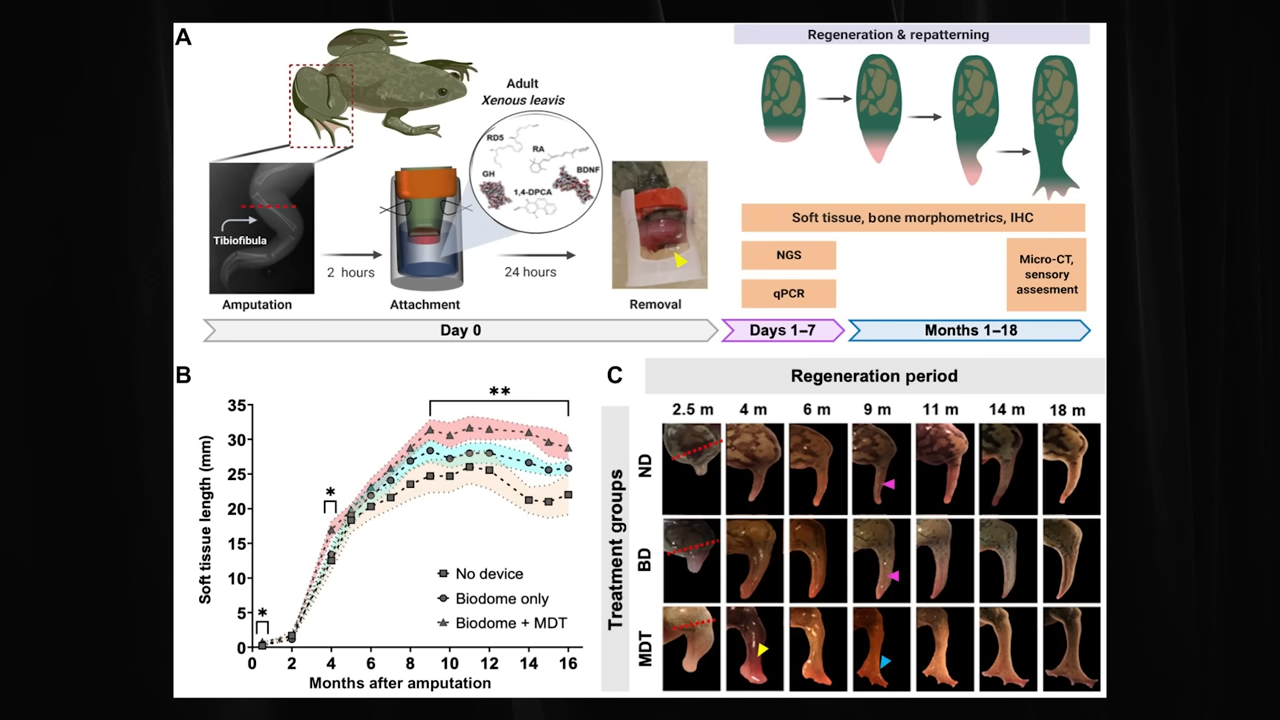 A
Adult
Xenous leavis
RD5
RA
GH
BDNF
1,4-DPCA
Tibiofibula
2 hours
24 hours
Amputation
Attachment
Removal
Day 0
Regeneration & repatterning
Soft tissue, bone morphometrics, IHC
NGS
qPCR
Micro-CT,
sensory
assesment
Days 1–7
Months 1–18
B
**
*
*
Soft tissue length (mm)
35
30
25
20
15
10
5
0
0 2 4 6 8 10 12 14 16
Months after amputation
No device
Biodome only
Biodome + MDT
C
Regeneration period
2.5 m 4 m 6 m 9 m 11 m 14 m 18 m
Treatment groups
ND
BD
MDT